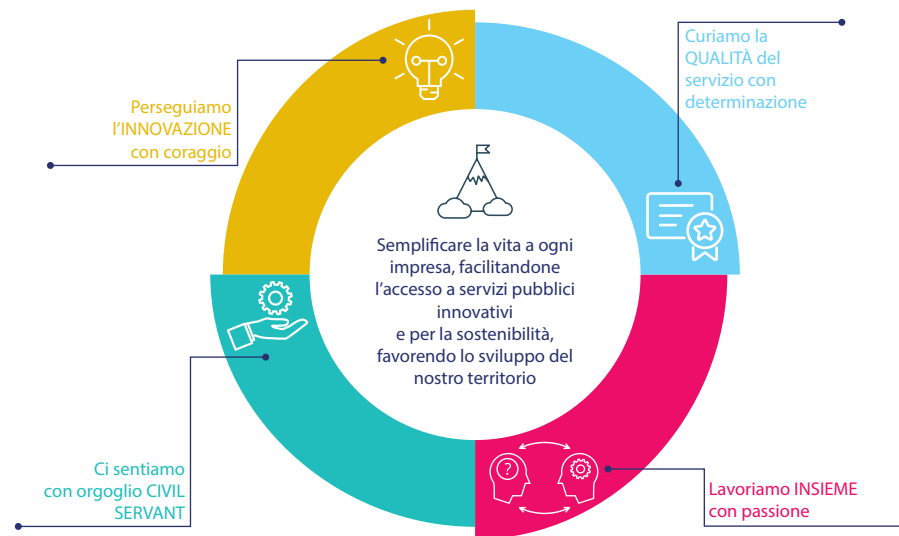 Curiamo la
QUALITÀ del
servizio con
determinazione
Perseguiamo
l'INNOVAZIONE
con coraggio
Semplificare la vita a ogni
impresa, facilitandone
l'accesso a servizi pubblici
innovativi
e per la sostenibilità,
favorendo lo sviluppo del
nostro territorio
Ci sentiamo
con orgoglio CIVIL
SERVANT
?
Lavoriamo INSIEME
con passione